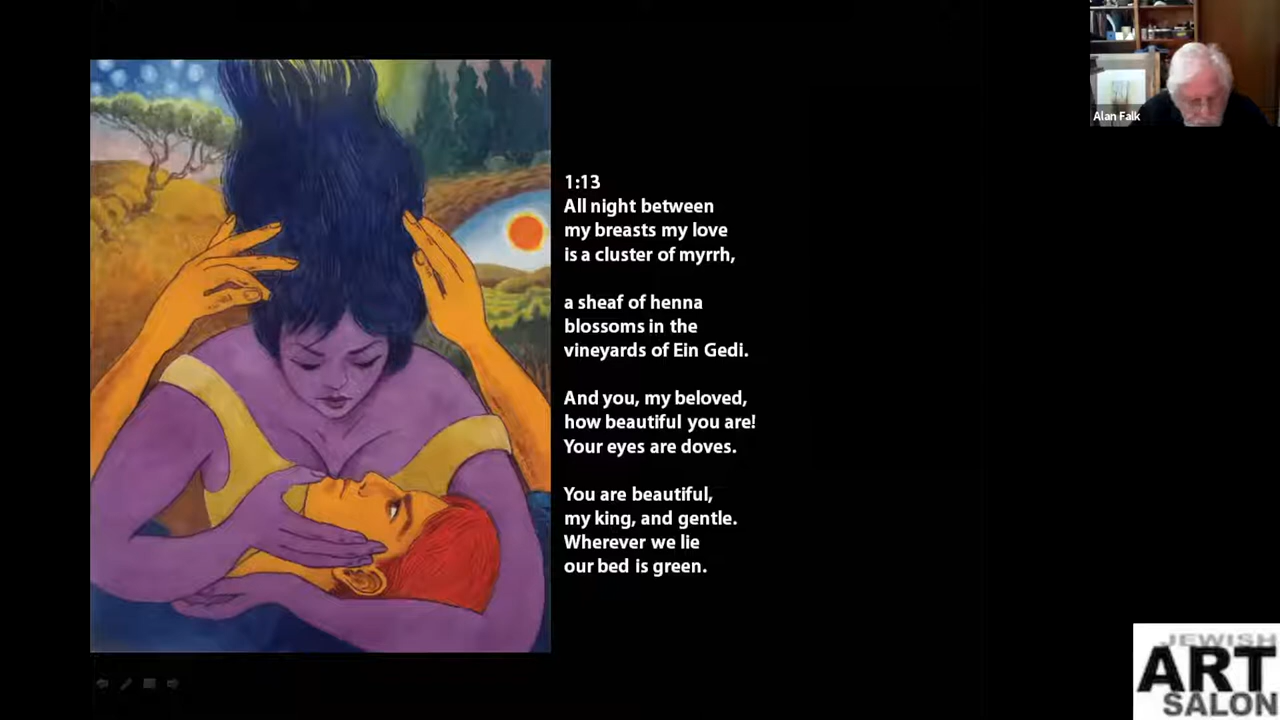 1:13
All night between
my breasts my love
is a cluster of myrrh,
a sheaf of henna
blossoms in the
vineyards of Ein Gedi.
And you, my beloved,
how beautiful you are!
Your eyes are doves.
You are beautiful,
my king, and gentle.
Wherever we lie
our bed is green.
Alan Falk
JEWISH
ART
SALON